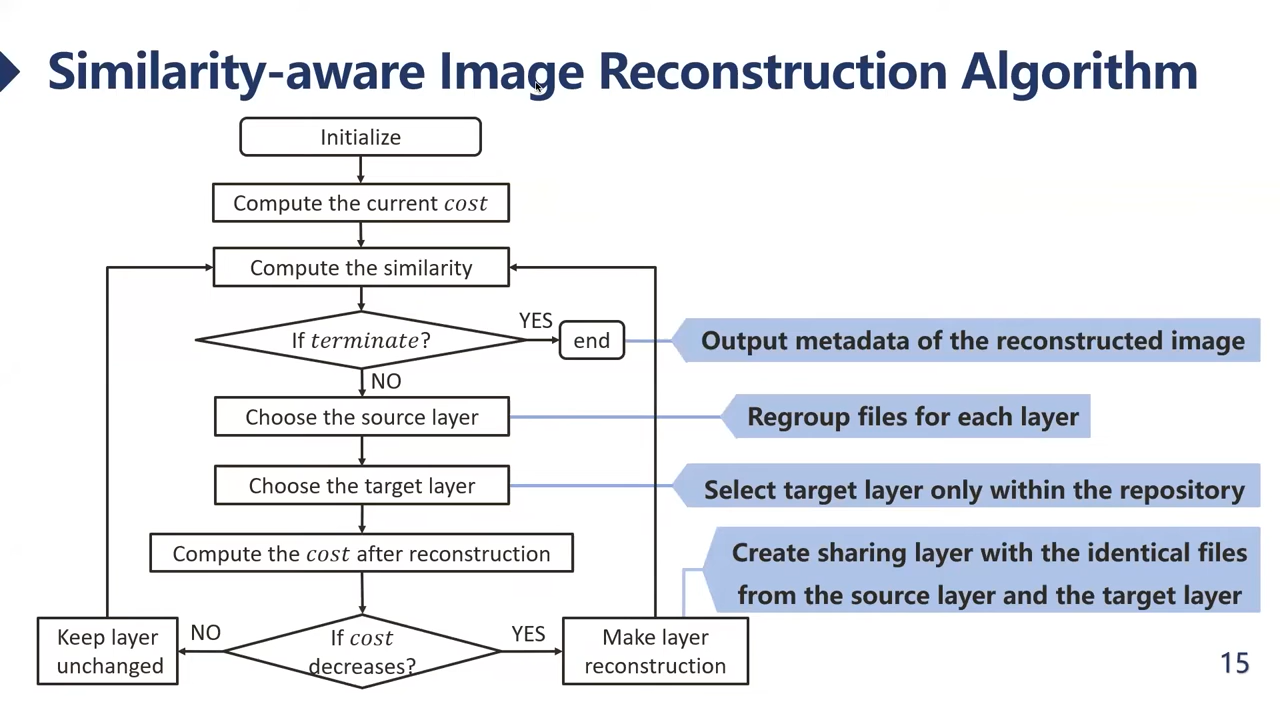 Similarity-aware Image Reconstruction Algorithm
Initialize
Compute the current cost
Compute the similarity
If terminate?
YES
end
Output metadata of the reconstructed image
NO
Choose the source layer
Regroup files for each layer
Choose the target layer
Select target layer only within the repository
Compute the cost after reconstruction
Create sharing layer with the identical files
from the source layer and the target layer
Keep layer
unchanged
NO
If cost
decreases?
YES
Make layer
reconstruction
15